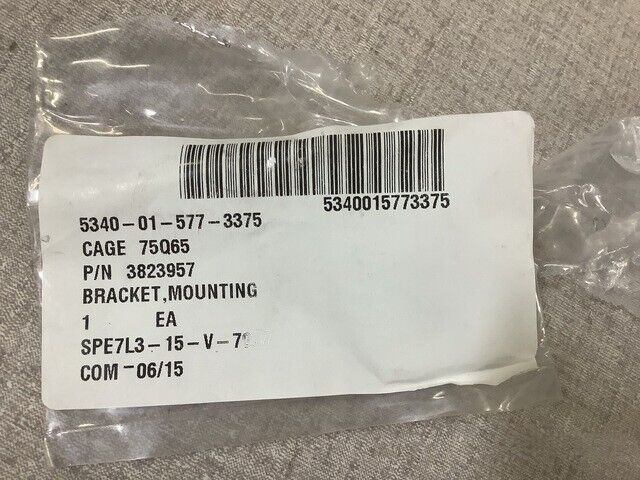 5340015773375
5340-01-577-3375
CAGE 75Q65
P/N 3823957
BRACKET,MOUNTING
1 EA
SPE7L3-15-V-
COM-06/15